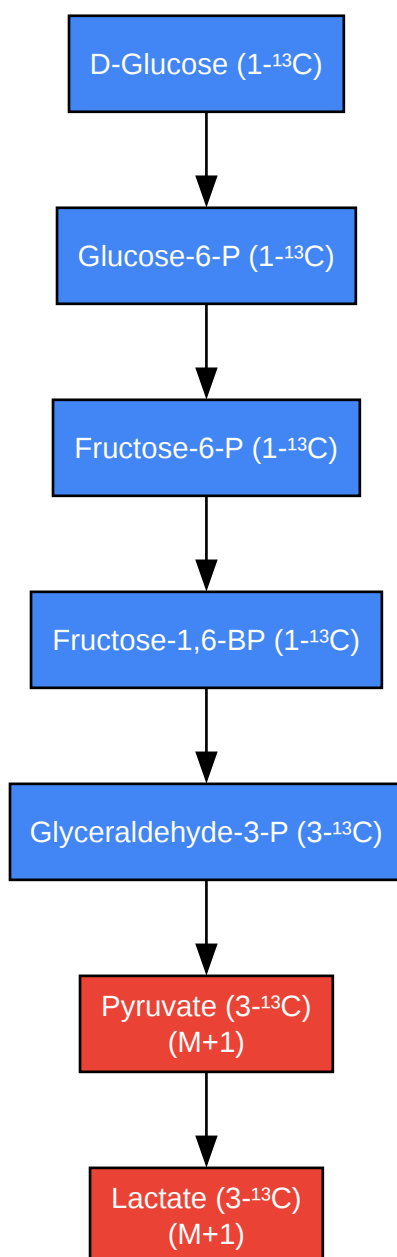 D-Glucose (1-¹³C)
Glucose-6-P (1-¹³C)
Fructose-6-P (1-¹³C)
Fructose-1,6-BP (1-¹³C)
Glyceraldehyde-3-P (3-¹³C)
Pyruvate (3-¹³C)
(M+1)
Lactate (3-¹³C)
(M+1)